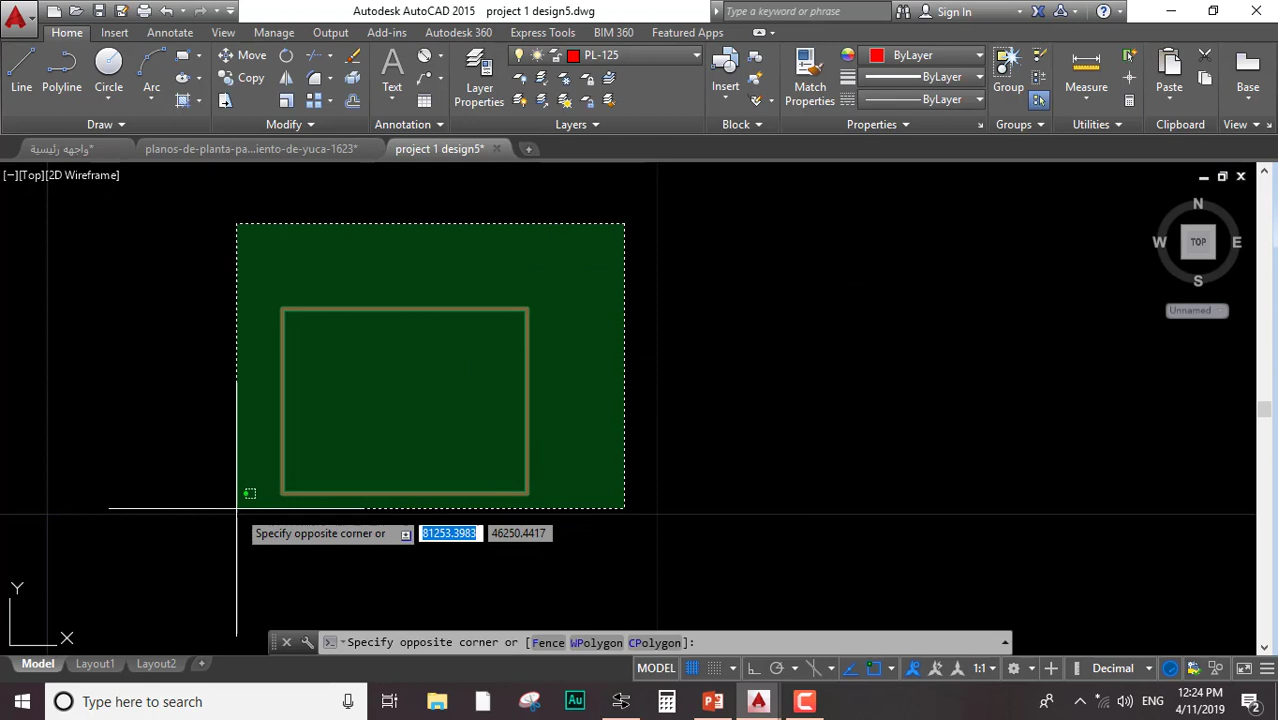 Autodesk AutoCAD 2015 project 1 design5.dwg
Type a keyword or phrase
Sign In
Home Insert Annotate View Manage Output Add-ins Autodesk 360 Express Tools BIM 360 Featured Apps
Line
Polyline
Circle
Arc
Move
Copy
Text
Layer
Properties
PL-125
Insert
Match
Properties
ByLayer
ByLayer
ByLayer
Group
Measure
Paste
Base
Draw
Modify
Annotation
Layers
Block
Properties
Groups
Utilities
Clipboard
View
واجهه رئيسية*
planos-de-planta-pa...iento-de-yuca-1623*
project 1 design5*
[−][Top][2D Wireframe]
N
W TOP E
S
Unnamed
Specify opposite corner or 81253.3983 46250.4417
Y
X
Specify opposite corner or [Fence WPolygon CPolygon]:
Model Layout1 Layout2
MODEL 1:1 Decimal
Type here to search
Au
ENG
12:24 PM
4/11/2019
2